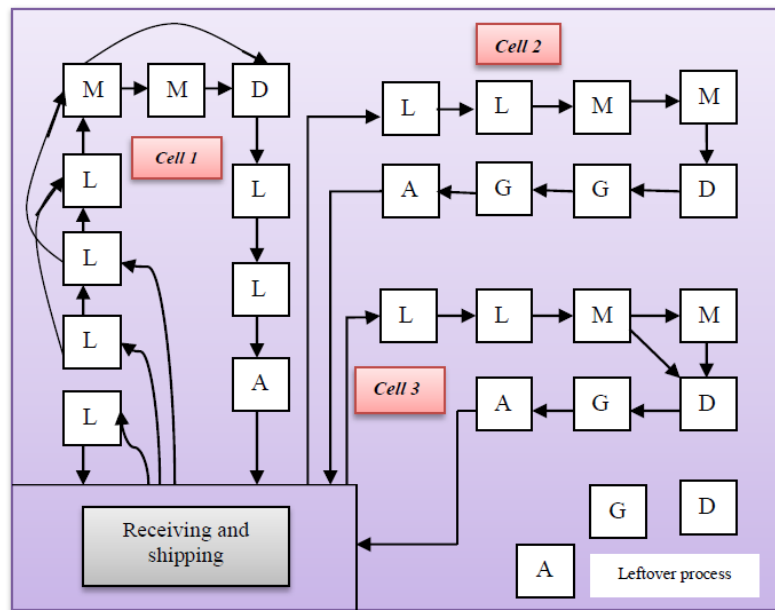 Cell 2
M M D
L L M M
Cell 1
L L
A G G D
L L
L L M M
L A
Cell 3
L A G D
G D
Receiving and
shipping
A Leftover process